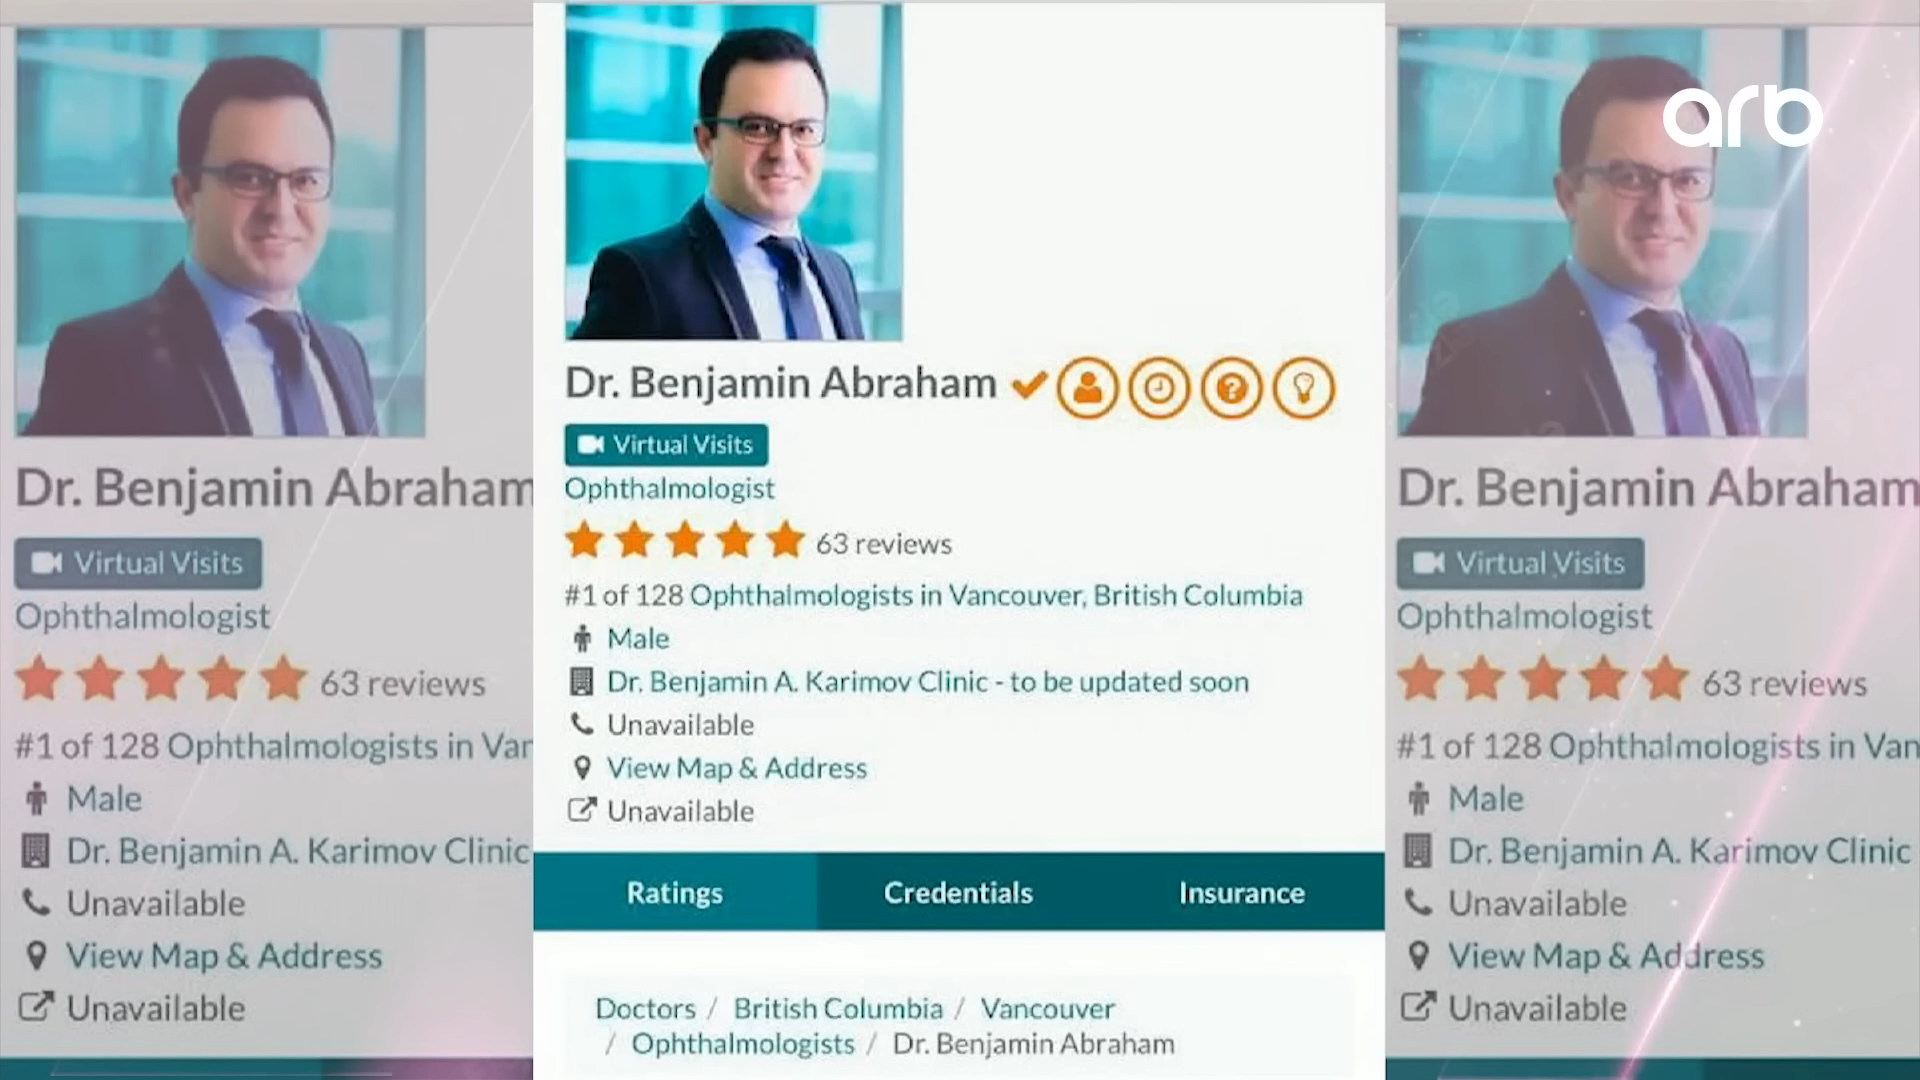 arb
Dr. Benjamin Abraham
Virtual Visits
Ophthalmologist
63 reviews
#1 of 128 Ophthalmologists in Vancouver, British Columbia
Male
Dr. Benjamin A. Karimov Clinic - to be updated soon
Unavailable
View Map & Address
Unavailable
Ratings Credentials Insurance
Doctors / British Columbia / Vancouver
/ Ophthalmologists / Dr. Benjamin Abraham
Dr. Benjamin Abraham
Virtual Visits
Ophthalmologist
63 reviews
#1 of 128 Ophthalmologists in Van
Male
Dr. Benjamin A. Karimov Clinic
Unavailable
View Map & Address
Unavailable
Dr. Benjamin Abraham
Virtual Visits
Ophthalmologist
63 reviews
#1 of 128 Ophthalmologists in Van
Male
Dr. Benjamin A. Karimov Clinic
Unavailable
View Map & Address
Unavailable